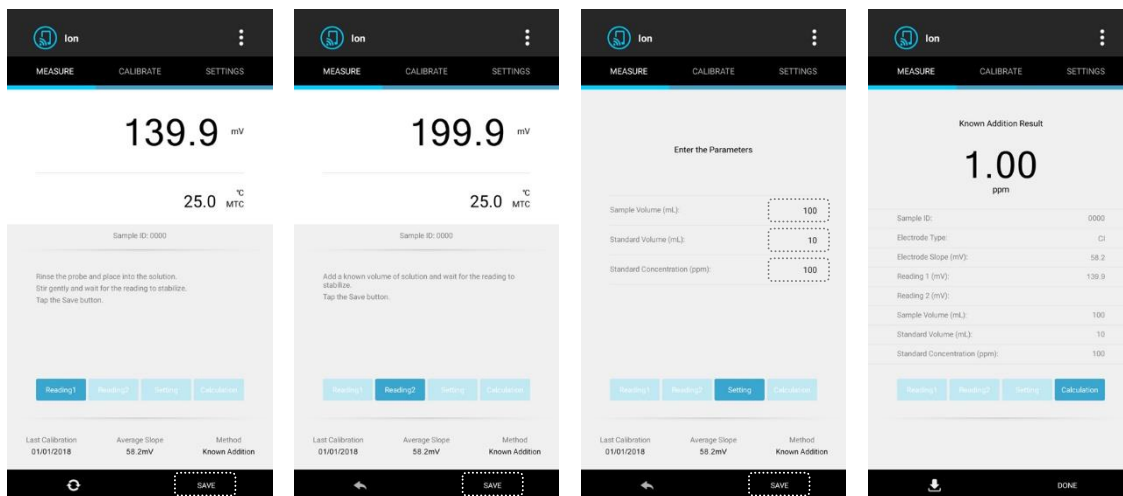 Ion
MEASURE CALIBRATE SETTINGS
139.9 mV
25.0 °C MTC
Sample ID: 0000
Rinse the probe and place into the solution.
Stir gently and wait for the reading to stabilize.
Tap the Save button.
Reading1 Reading2 Setting Calculation
Last Calibration Average Slope Method
01/01/2018 58.2mV Known Addition
SAVE
Ion
MEASURE CALIBRATE SETTINGS
199.9 mV
25.0 °C MTC
Sample ID: 0000
Add a known volume of solution and wait for the reading to
stabilize.
Tap the Save button.
Reading1 Reading2 Setting Calculation
Last Calibration Average Slope Method
01/01/2018 58.2mV Known Addition
SAVE
Ion
MEASURE CALIBRATE SETTINGS
Enter the Parameters
Sample Volume (mL): 100
Standard Volume (mL): 10
Standard Concentration (ppm): 100
Reading1 Reading2 Setting Calculation
Last Calibration Average Slope Method
01/01/2018 58.2mV Known Addition
SAVE
Ion
MEASURE CALIBRATE SETTINGS
Known Addition Result
1.00
ppm
Sample ID: 0000
Electrode Type: Cl
Electrode Slope (mV): 58.2
Reading 1 (mV): 139.9
Reading 2 (mV):
Sample Volume (mL): 100
Standard Volume (mL): 10
Standard Concentration (ppm): 100
Reading1 Reading2 Setting Calculation
DONE